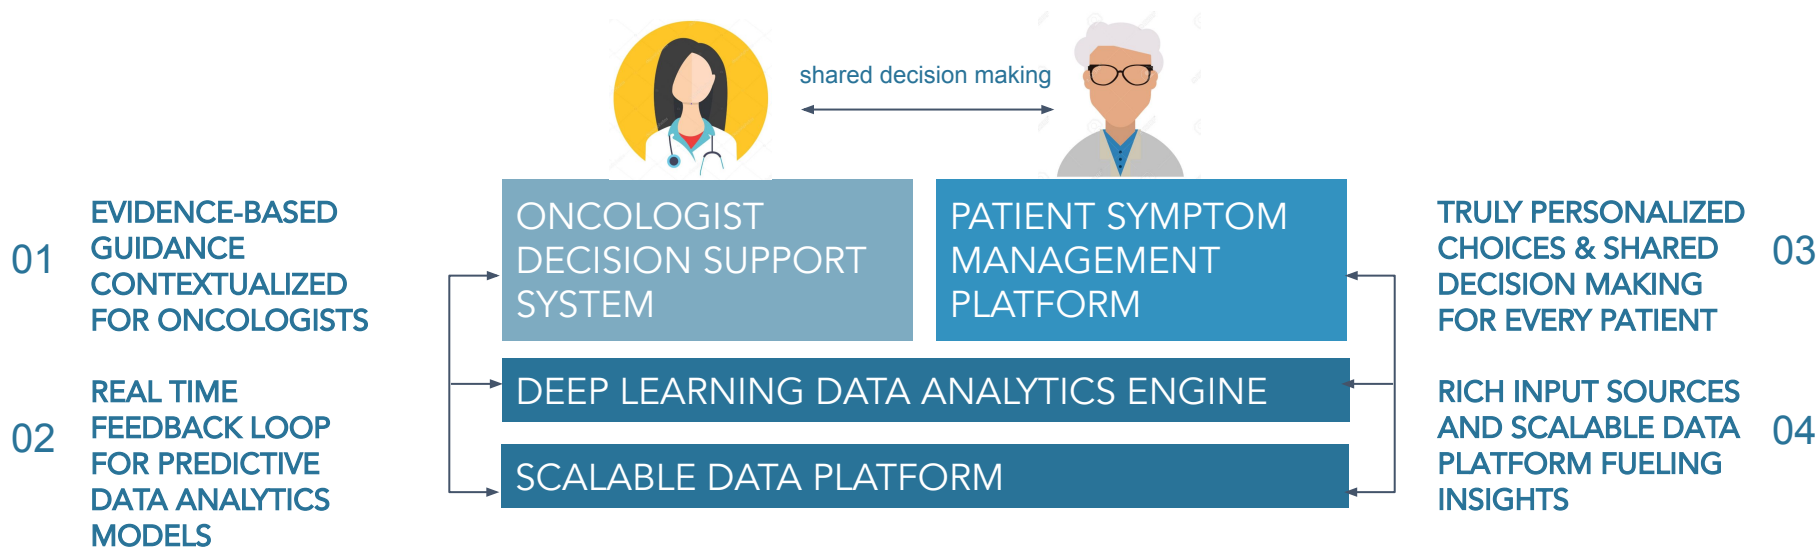 shared decision making
01
EVIDENCE-BASED
GUIDANCE
CONTEXTUALIZED
FOR ONCOLOGISTS
02
REAL TIME
FEEDBACK LOOP
FOR PREDICTIVE
DATA ANALYTICS
MODELS
ONCOLOGIST
DECISION SUPPORT
SYSTEM
PATIENT SYMPTOM
MANAGEMENT
PLATFORM
DEEP LEARNING DATA ANALYTICS ENGINE
SCALABLE DATA PLATFORM
TRULY PERSONALIZED
CHOICES & SHARED
DECISION MAKING
FOR EVERY PATIENT
03
RICH INPUT SOURCES
AND SCALABLE DATA
PLATFORM FUELING
INSIGHTS
04